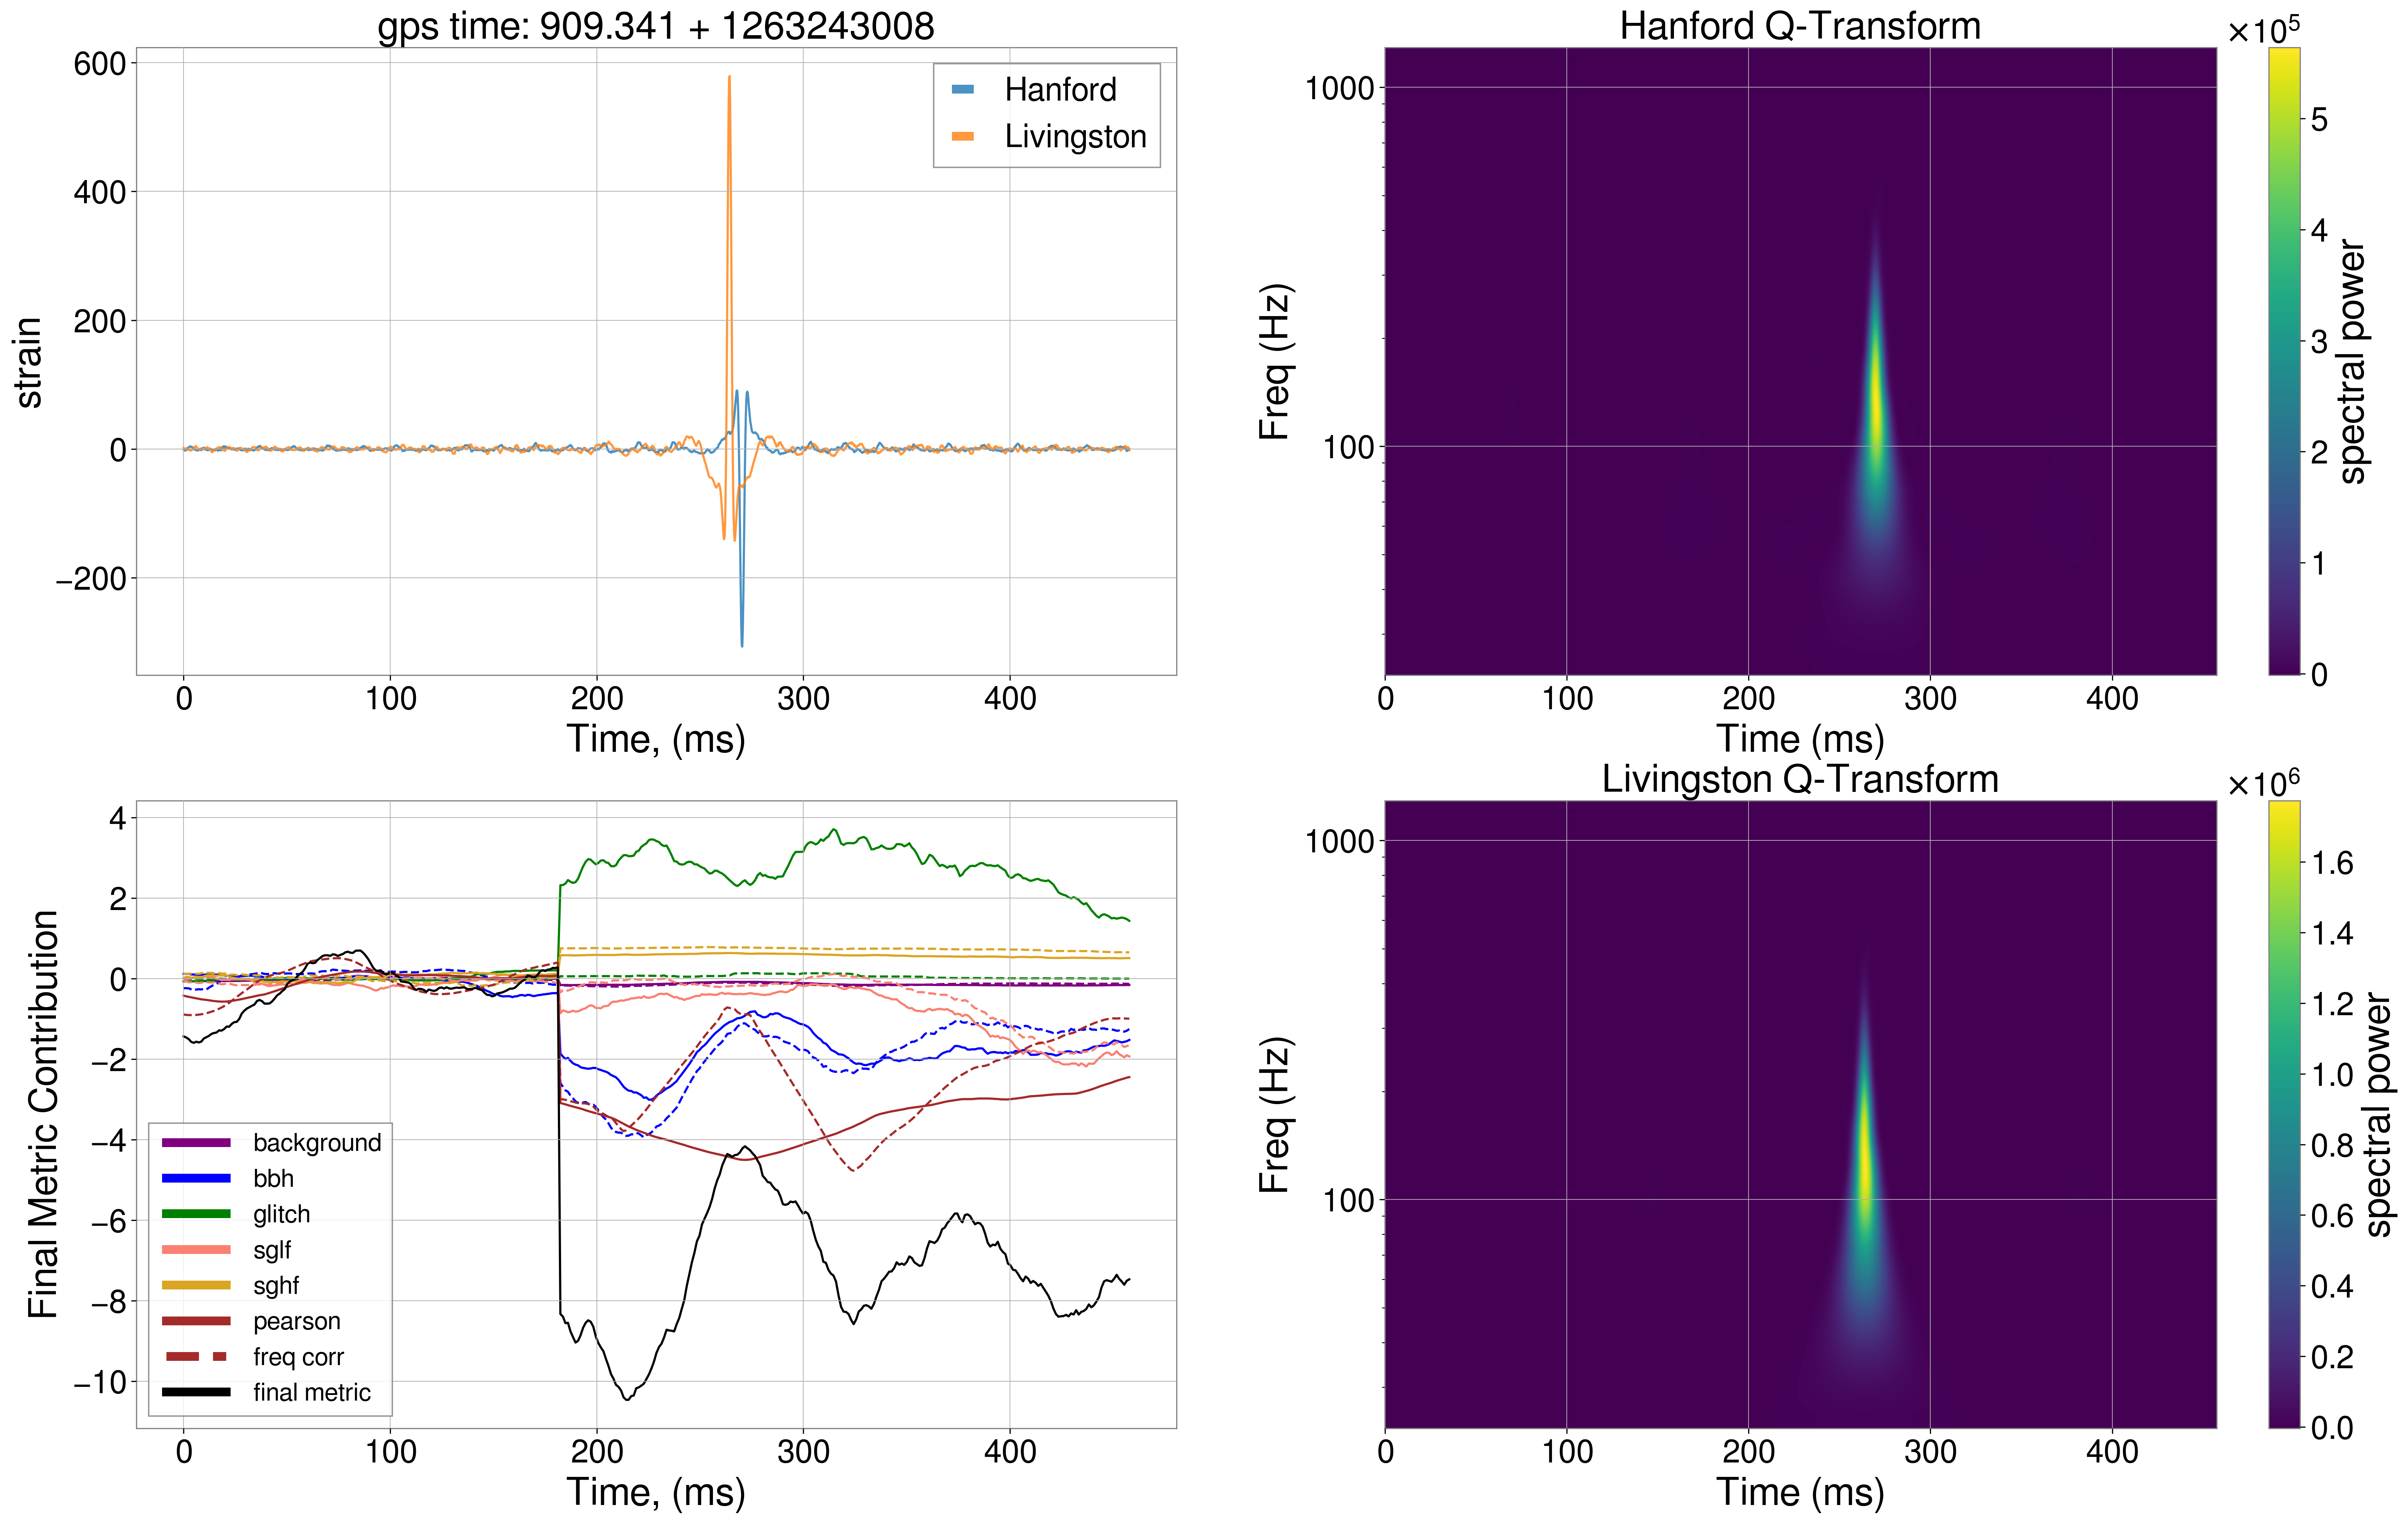 gps time: 909.341 + 1263243008
600
400
200
0
−200
strain
0 100 200 300 400
Time, (ms)
Hanford
Livingston
Hanford Q-Transform
×10⁵
1000
100
Freq (Hz)
0 100 200 300 400
Time (ms)
5
4
3
2
1
0
spectral power
4
2
0
−2
−4
−6
−8
−10
Final Metric Contribution
background
bbh
glitch
sglf
sghf
pearson
freq corr
final metric
0 100 200 300 400
Time, (ms)
Livingston Q-Transform
×10⁶
1000
100
Freq (Hz)
0 100 200 300 400
Time (ms)
1.6
1.4
1.2
1.0
0.8
0.6
0.4
0.2
0.0
spectral power